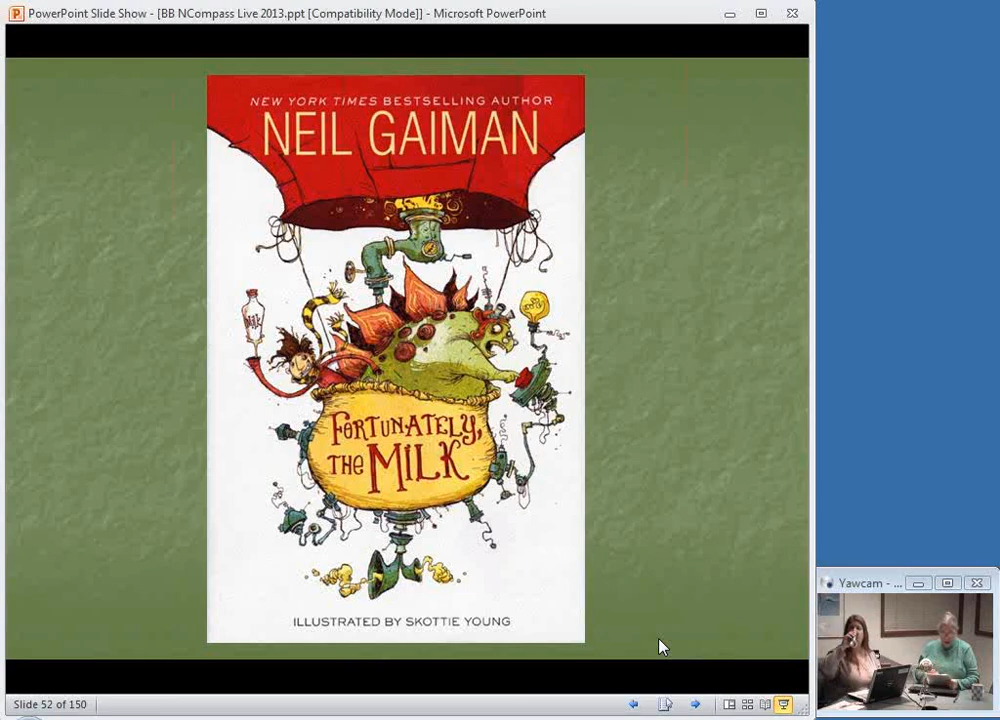 PowerPoint Slide Show - [BB NCompass Live 2013.ppt [Compatibility Mode]] - Microsoft PowerPoint
NEW YORK TIMES BESTSELLING AUTHOR
NEIL GAIMAN
Milk
FORTUNATELY,
THE MILK
ILLUSTRATED BY SKOTTIE YOUNG
Yawcam - ...
Slide 52 of 150